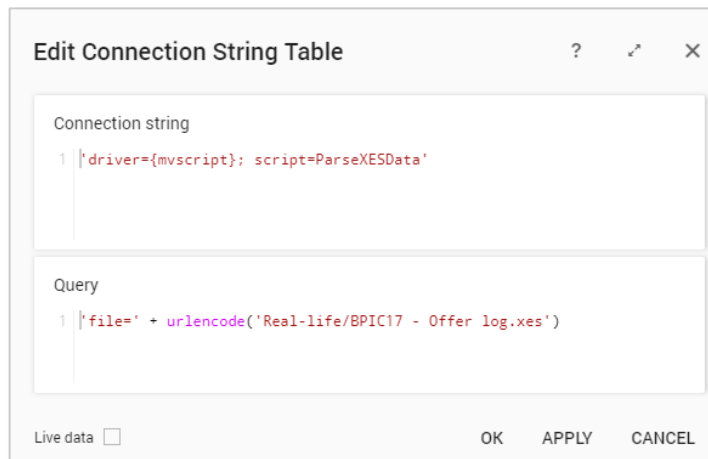 Edit Connection String Table ?
Connection string
1 'driver={mvscript}; script=ParseXESData'
Query
1 'file=' + urlencode('Real-life/BPIC17 - Offer log.xes')
Live data OK APPLY CANCEL